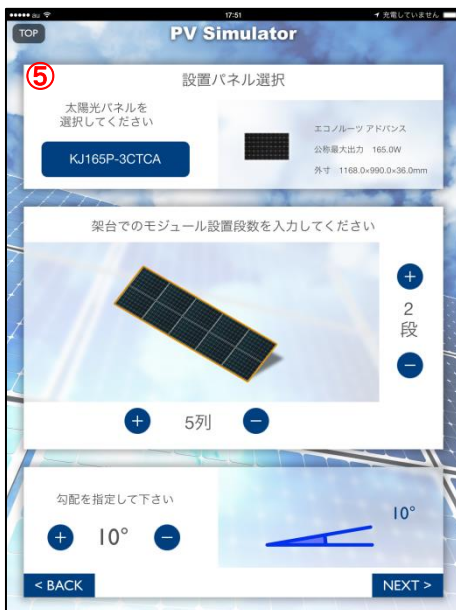 au
17:51
充電していません
TOP
PV Simulator
⑤
設置パネル選択
太陽光パネルを
選択してください
KJ165P-3CTCA
エコノルーツ アドバンス
公称最大出力 165.0W
外寸 1168.0×990.0×36.0mm
架台でのモジュール設置段数を入力してください
+
2
段
-
+ 5列 -
勾配を指定して下さい
+ 10° -
10°
< BACK
NEXT >